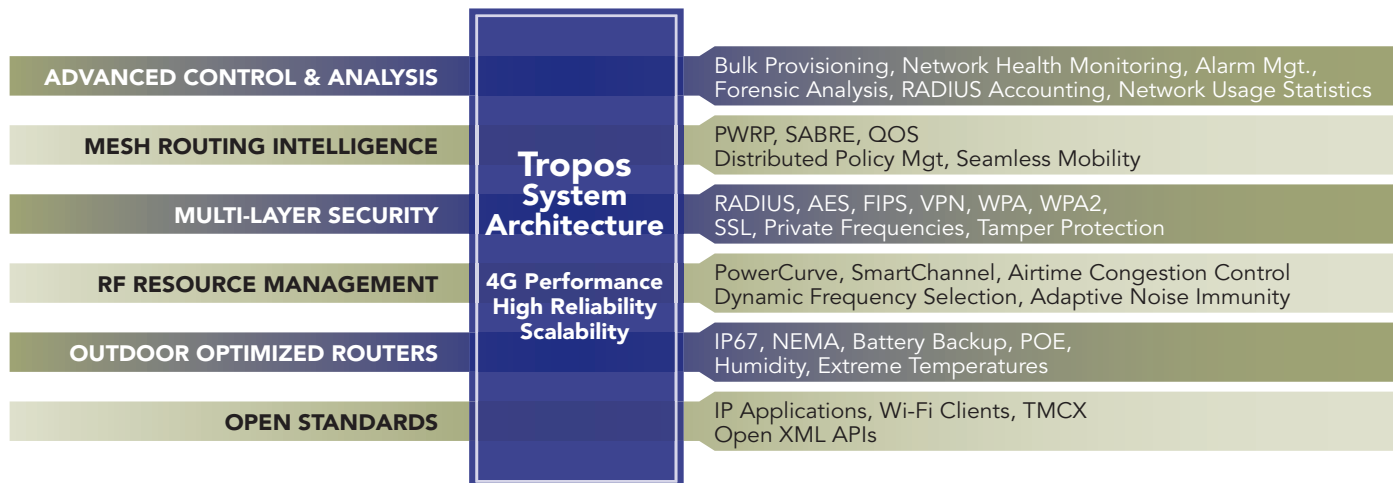 ADVANCED CONTROL & ANALYSIS
Bulk Provisioning, Network Health Monitoring, Alarm Mgt.,
Forensic Analysis, RADIUS Accounting, Network Usage Statistics
MESH ROUTING INTELLIGENCE
PWRP, SABRE, QOS
Distributed Policy Mgt, Seamless Mobility
MULTI-LAYER SECURITY
RADIUS, AES, FIPS, VPN, WPA, WPA2,
SSL, Private Frequencies, Tamper Protection
RF RESOURCE MANAGEMENT
PowerCurve, SmartChannel, Airtime Congestion Control
Dynamic Frequency Selection, Adaptive Noise Immunity
OUTDOOR OPTIMIZED ROUTERS
IP67, NEMA, Battery Backup, POE,
Humidity, Extreme Temperatures
OPEN STANDARDS
IP Applications, Wi-Fi Clients, TMCX
Open XML APIs
Tropos
System
Architecture
4G Performance
High Reliability
Scalability